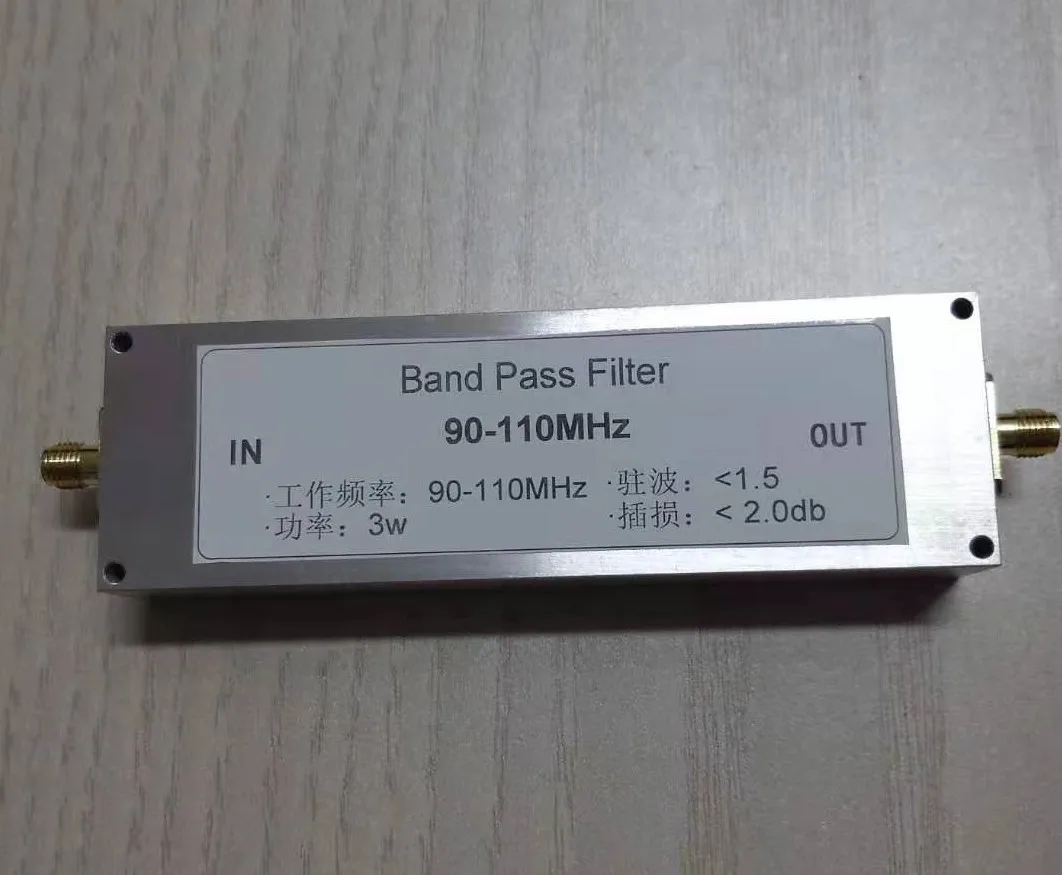 Band Pass Filter
90-110MHz
IN
OUT
·工作频率：90-110MHz ·驻波：<1.5
·功率：3w ·插损：< 2.0db